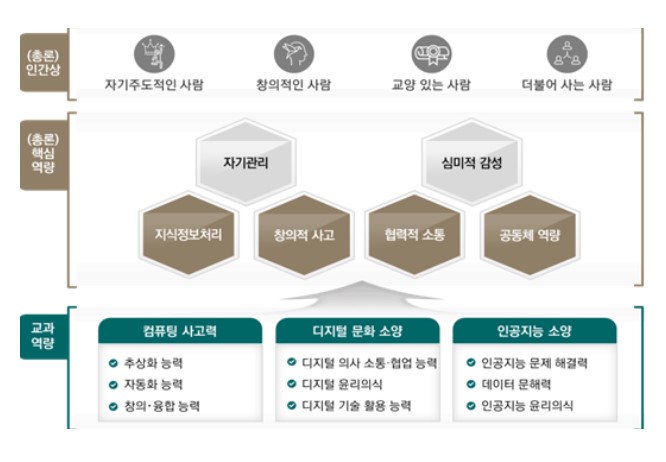 (총론)
인간상
자기주도적인 사람
창의적인 사람
교양 있는 사람
더불어 사는 사람
(총론)
핵심
역량
자기관리
심미적 감성
지식정보처리
창의적 사고
협력적 소통
공동체 역량
교과
역량
컴퓨팅 사고력
추상화 능력
자동화 능력
창의·융합 능력
디지털 문화 소양
디지털 의사 소통·협업 능력
디지털 윤리의식
디지털 기술 활용 능력
인공지능 소양
인공지능 문제 해결력
데이터 문해력
인공지능 윤리의식